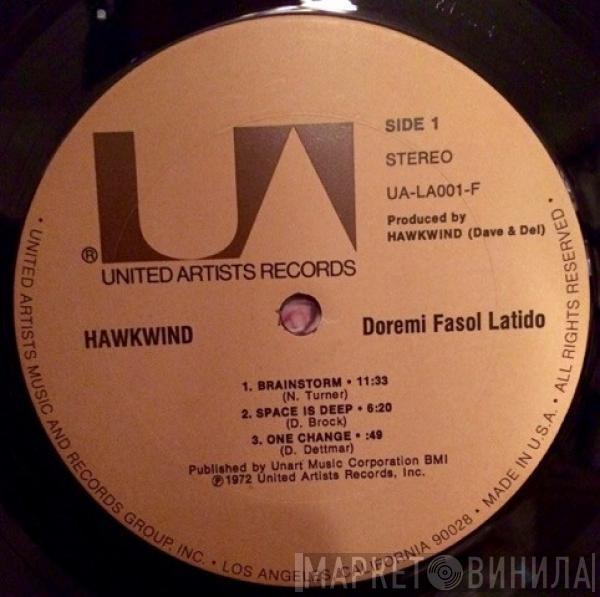 UA
SIDE 1
STEREO
UA-LA001-F
Produced by
HAWKWIND (Dave & Del)
® UNITED ARTISTS RECORDS
HAWKWIND
Doremi Fasol Latido
1. BRAINSTORM • 11:33
(N. Turner)
2. SPACE IS DEEP • 6:20
(D. Brock)
3. ONE CHANGE • :49
(D. Dettmar)
Published by Unart Music Corporation BMI
℗1972 United Artists Records, Inc.
• UNITED ARTISTS MUSIC AND RECORDS GROUP, INC. • LOS ANGELES, CALIFORNIA 90028 • MADE IN U.S.A. • ALL RIGHTS RESERVED •
МАРКЕТ ВИНИЛА